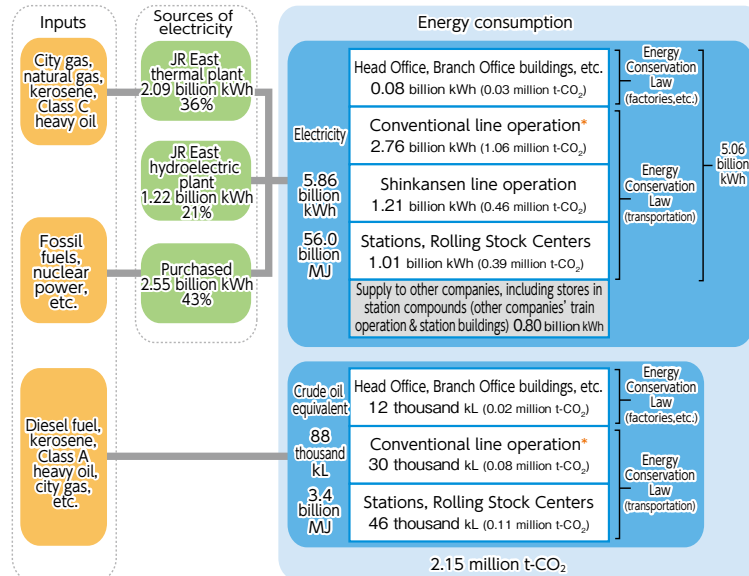 Inputs
City gas,
natural gas,
kerosene,
Class C
heavy oil
Fossil
fuels,
nuclear
power,
etc.
Diesel fuel,
kerosene,
Class A
heavy oil,
city gas,
etc.
Sources of
electricity
JR East
thermal plant
2.09 billion kWh
36%
JR East
hydroelectric
plant
1.22 billion kWh
21%
Purchased
2.55 billion kWh
43%
Energy consumption
Electricity
5.86
billion
kWh
56.0
billion
MJ
Head Office, Branch Office buildings, etc.
0.08 billion kWh (0.03 million t-CO₂)
Conventional line operation*
2.76 billion kWh (1.06 million t-CO₂)
Shinkansen line operation
1.21 billion kWh (0.46 million t-CO₂)
Stations, Rolling Stock Centers
1.01 billion kWh (0.39 million t-CO₂)
Supply to other companies, including stores in
station compounds (other companies' train
operation & station buildings) 0.80 billion kWh
Energy
Conservation
Law
(factories,etc.)
Energy
Conservation
Law
(transportation)
5.06
billion
kWh
Crude oil
equivalent
88
thousand
kL
3.4
billion
MJ
Head Office, Branch Office buildings, etc.
12 thousand kL (0.02 million t-CO₂)
Conventional line operation*
30 thousand kL (0.08 million t-CO₂)
Stations, Rolling Stock Centers
46 thousand kL (0.11 million t-CO₂)
Energy
Conservation
Law
(factories,etc.)
Energy
Conservation
Law
(transportation)
2.15 million t-CO₂